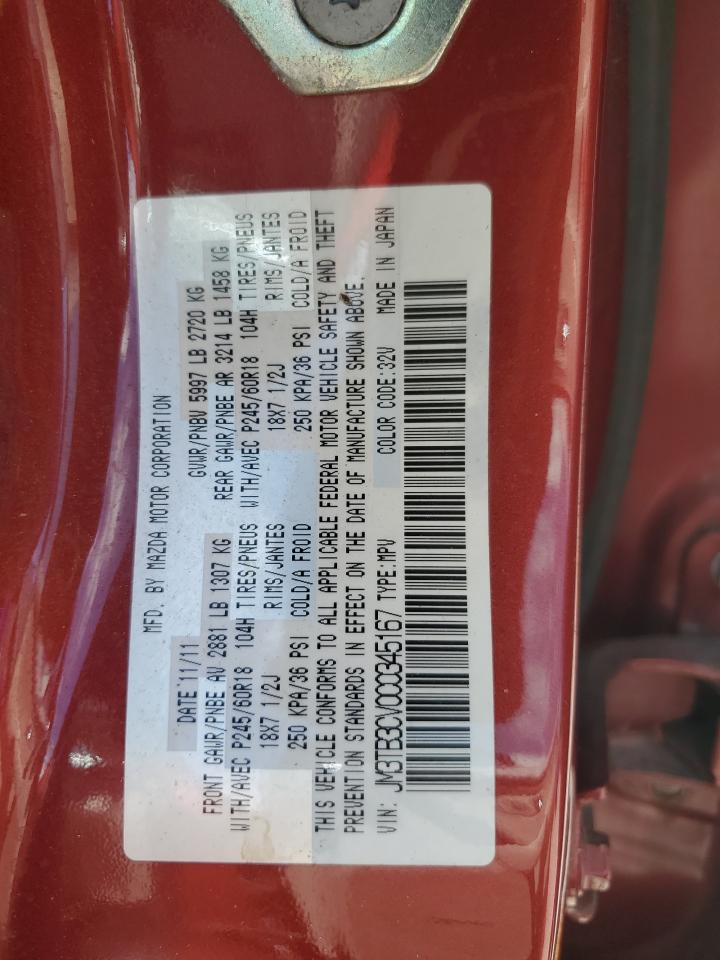 MFD. BY MAZDA MOTOR CORPORATION
DATE 11/11 GVWR/PNBV 5997 LB 2720 KG
FRONT GAWR/PNBE AV 2881 LB 1307 KG REAR GAWR/PNBE AR 3214 LB 1458 KG
WITH/AVEC P245/60R18 104H TIRES/PNEUS WITH/AVEC P245/60R18 104H TIRES/PNEUS
18X7 1/2J RIMS/JANTES 18X7 1/2J RIMS/JANTES
250 KPA/36 PSI COLD/A FROID 250 KPA/36 PSI COLD/A FROID
THIS VEHICLE CONFORMS TO ALL APPLICABLE FEDERAL MOTOR VEHICLE SAFETY AND THEFT
PREVENTION STANDARDS IN EFFECT ON THE DATE OF MANUFACTURE SHOWN ABOVE.
VIN: JM3TB3CV0C0345167 TYPE:MPV COLOR CODE:32V MADE IN JAPAN